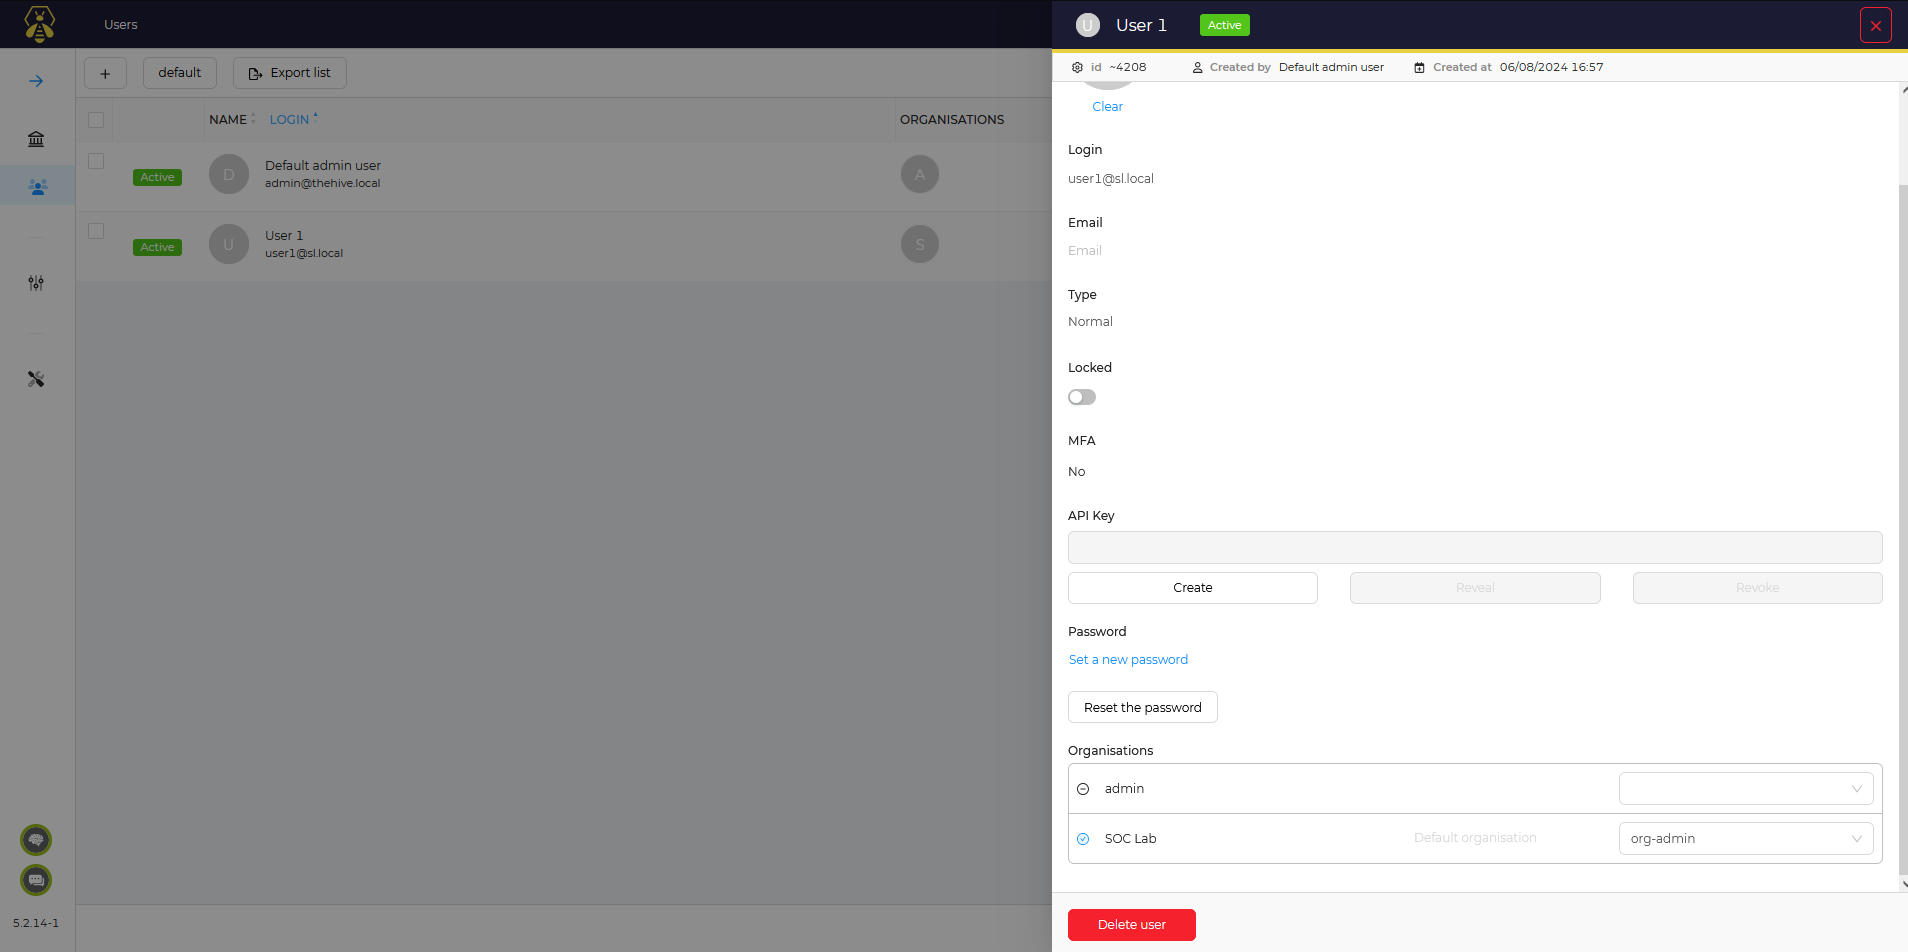 Users
User 1
Active
id ~4208 Created by Default admin user Created at 06/08/2024 16:57
default
Export list
NAME LOGIN ORGANISATIONS
Active
D
Default admin user
admin@thehive.local
A
Active
U
User 1
user1@sl.local
S
5.2.14-1
U
Clear
Login
user1@sl.local
Email
Email
Type
Normal
Locked
MFA
No
API Key
Create Reveal Revoke
Password
Set a new password
Reset the password
Organisations
admin
SOC Lab Default organisation org-admin
Delete user